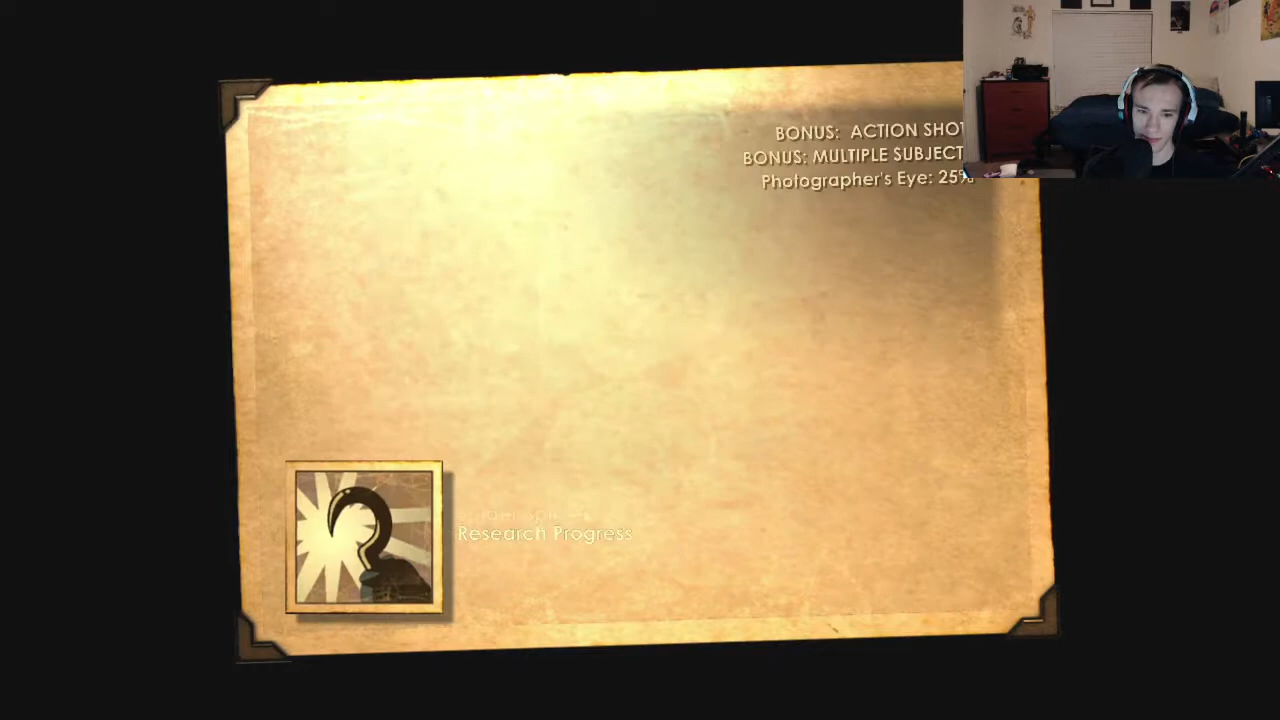 BONUS: ACTION SHOT
BONUS: MULTIPLE SUBJECT
Photographer's Eye: 25%
Research Progress